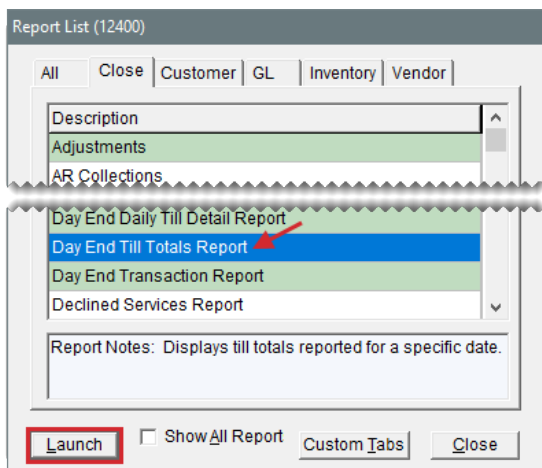 Report List (12400)
All Close Customer GL Inventory Vendor
Description
Adjustments
AR Collections
Day End Daily Till Detail Report
Day End Till Totals Report
Day End Transaction Report
Declined Services Report
Report Notes: Displays till totals reported for a specific date.
Launch Show All Report Custom Tabs Close